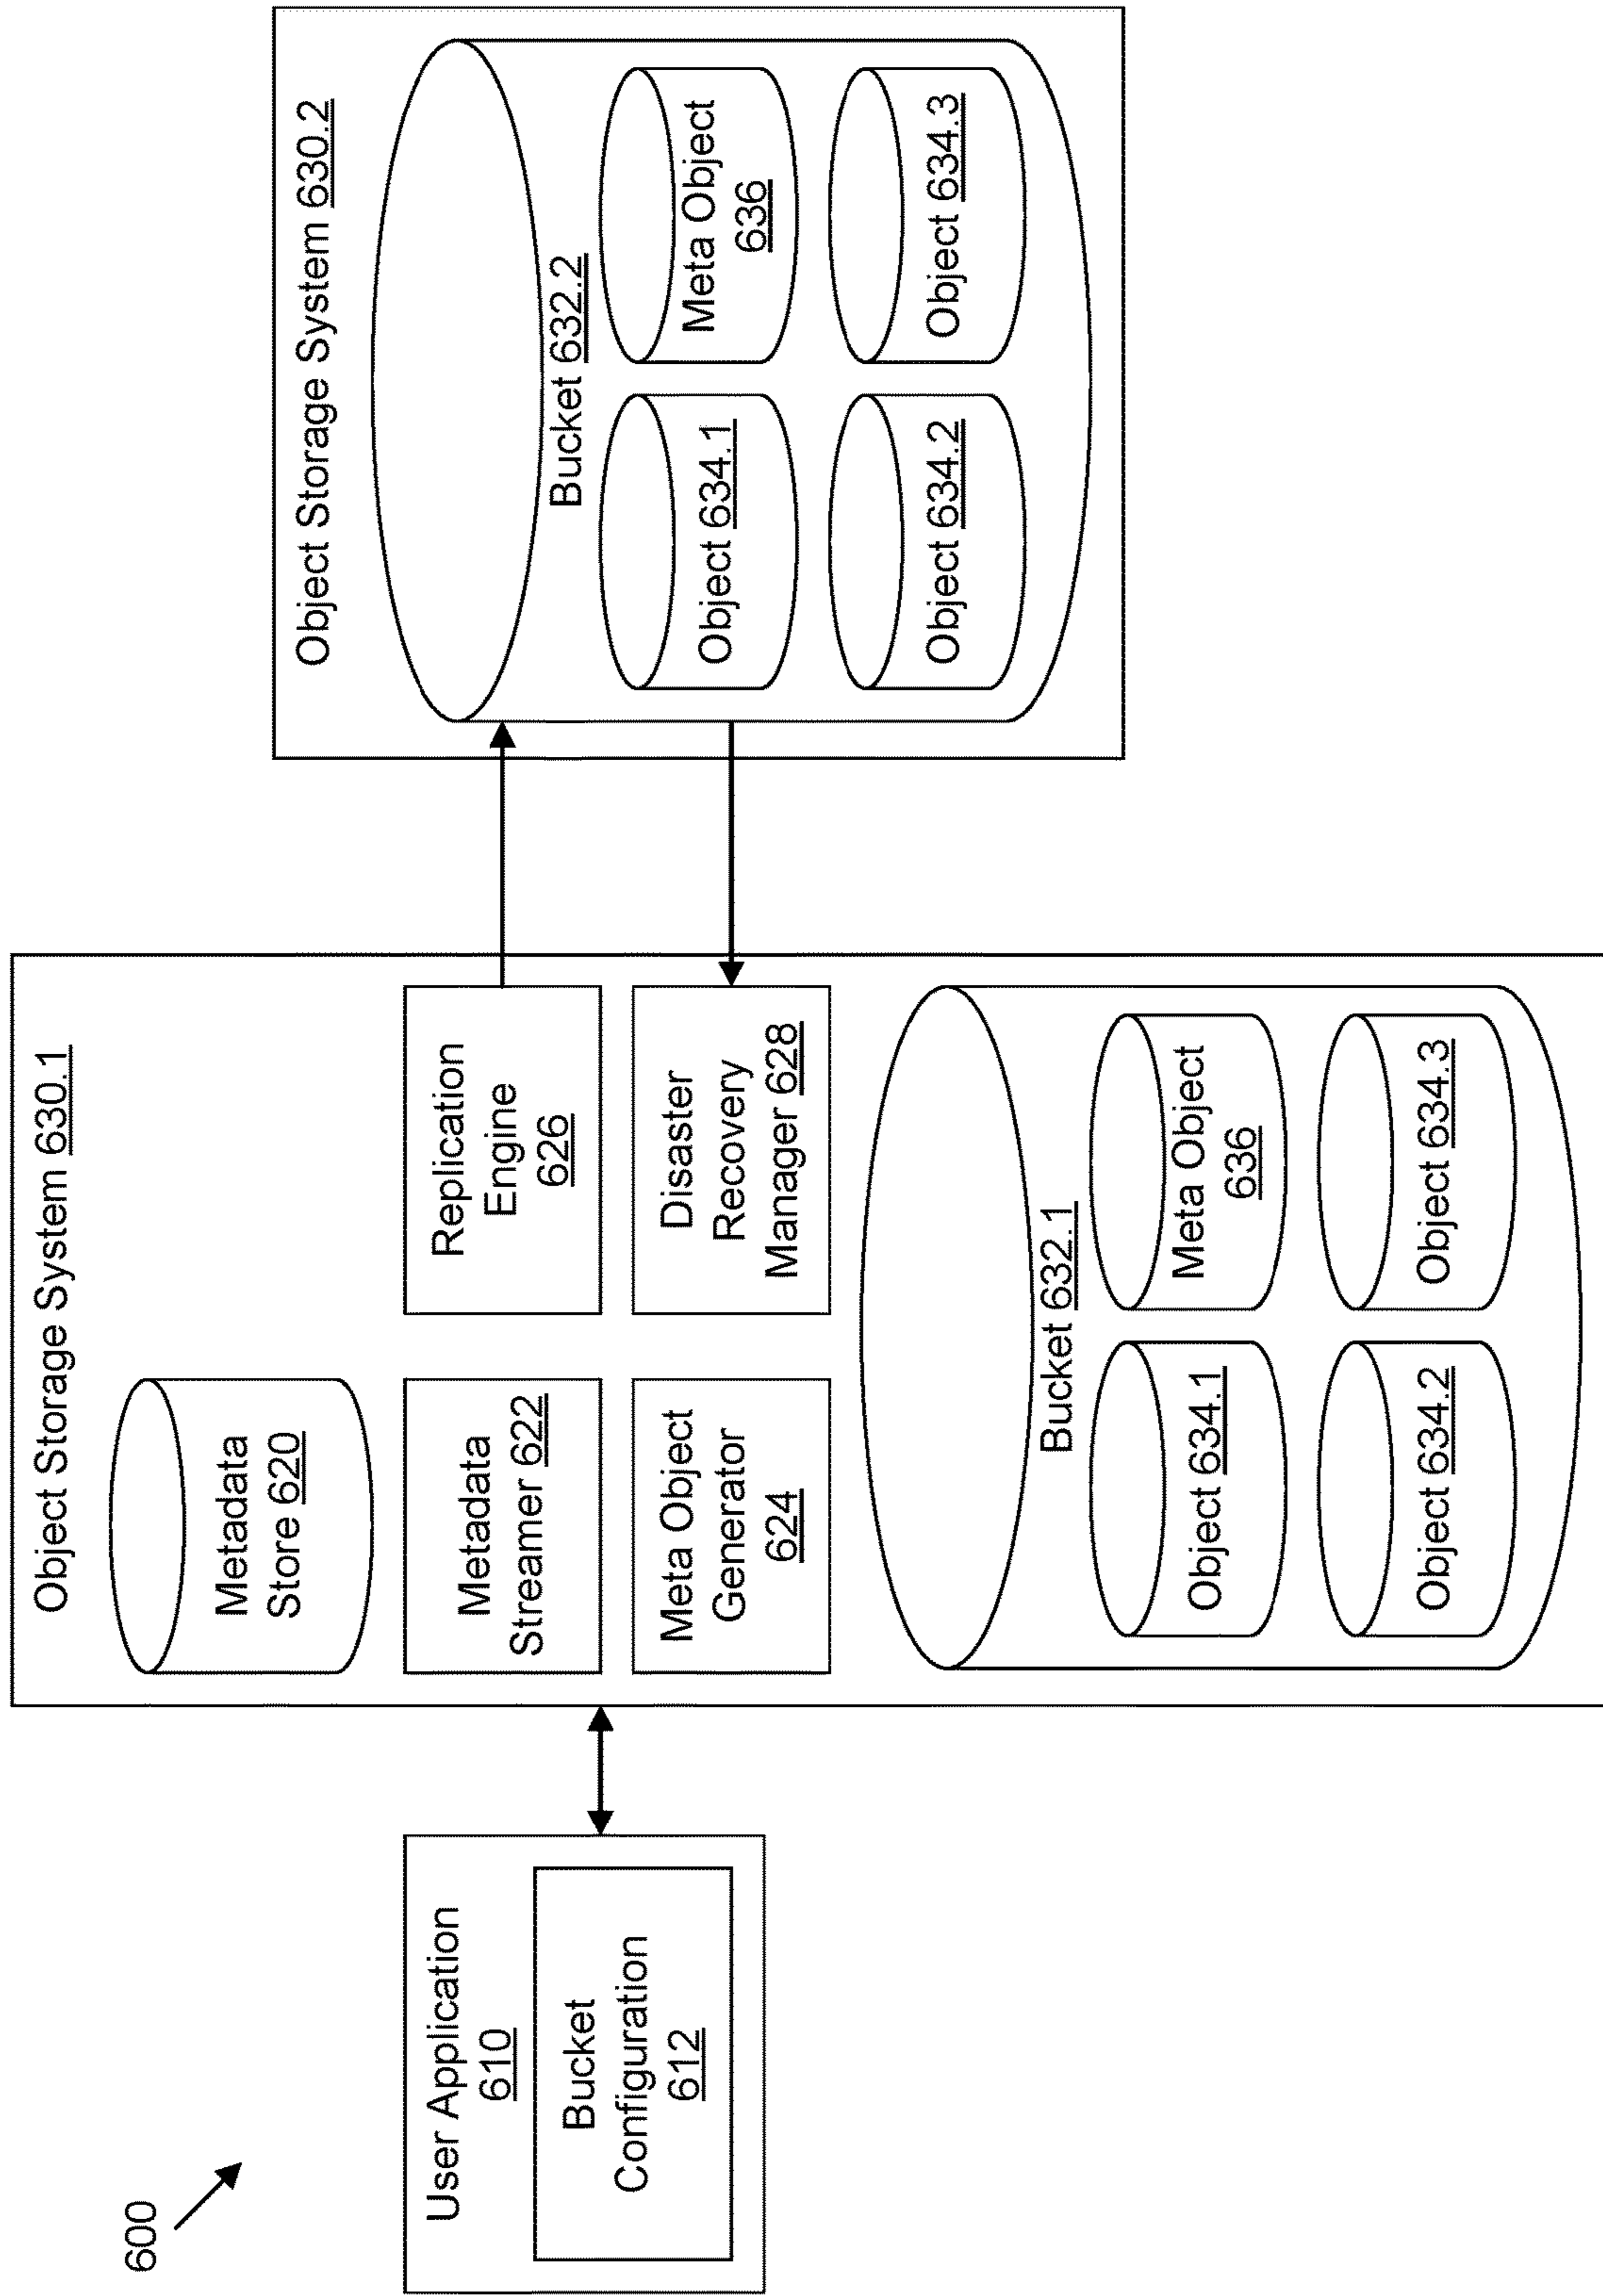 600
User Application
610
Bucket
Configuration
612
Object Storage System 630.1
Metadata
Store 620
Metadata
Streamer 622
Replication
Engine
626
Meta Object
Generator
624
Disaster
Recovery
Manager 628
Bucket 632.1
Object 634.1
Meta Object
636
Object 634.2
Object 634.3
Object Storage System 630.2
Bucket 632.2
Object 634.1
Meta Object
636
Object 634.2
Object 634.3